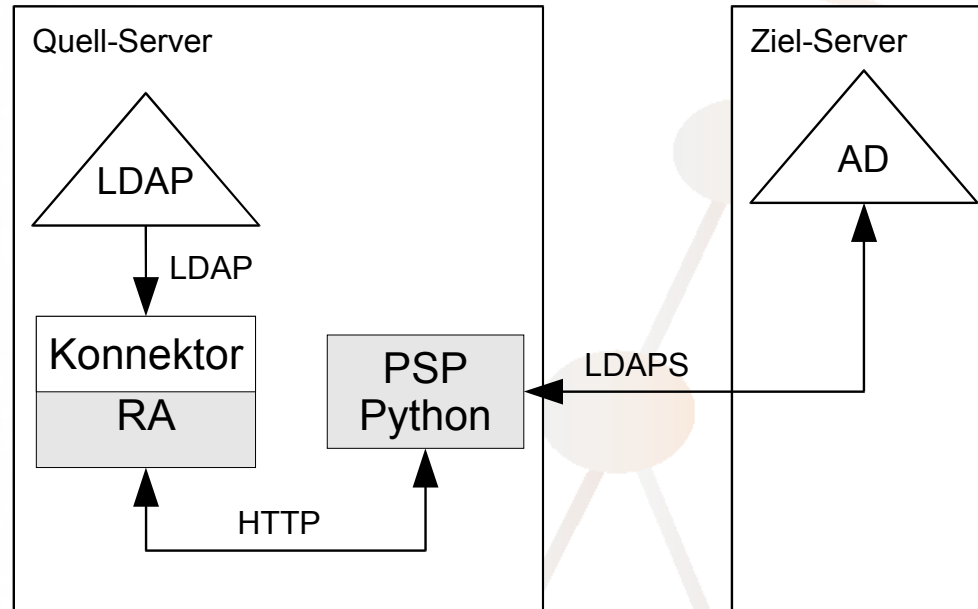 Quell-Server
Ziel-Server
LDAP
AD
LDAP
Konnektor
RA
PSP
Python
LDAPS
HTTP